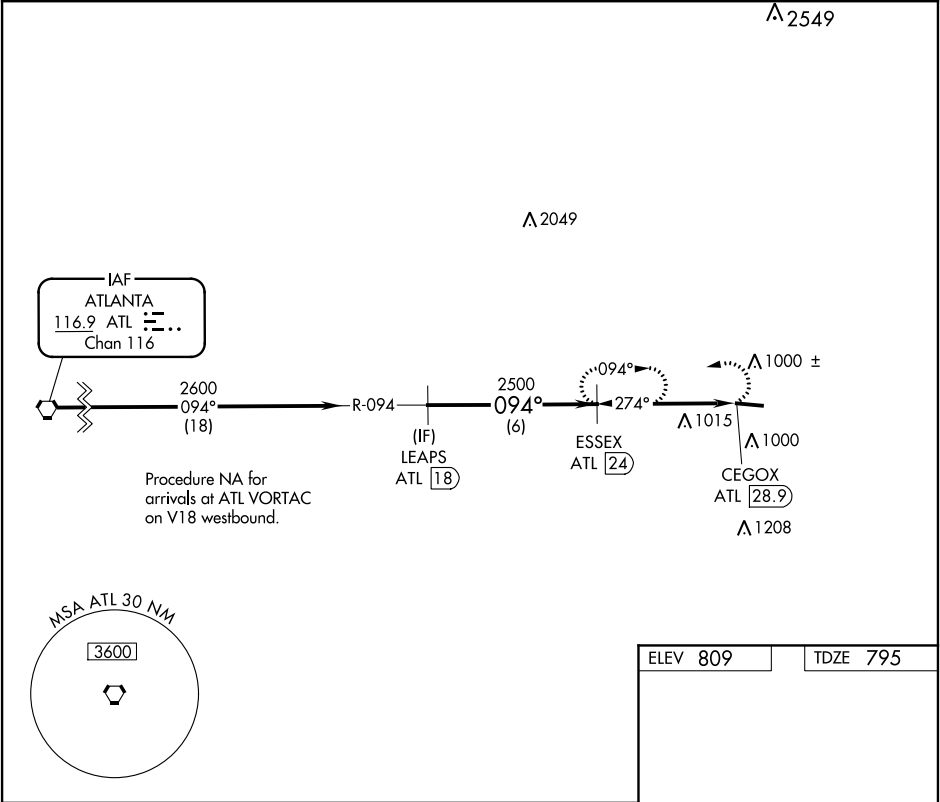 2549
2049
IAF
ATLANTA
116.9 ATL
Chan 116
1000 ±
094°
2600
094°
(18)
R-094
2500
094°
(6)
274°
1015
(IF)
LEAPS
ATL 18
ESSEX
ATL 24
1000
CEGOX
ATL 28.9
Procedure NA for
arrivals at ATL VORTAC
on V18 westbound.
1208
MSA ATL 30 NM
3600
ELEV 809
TDZE 795